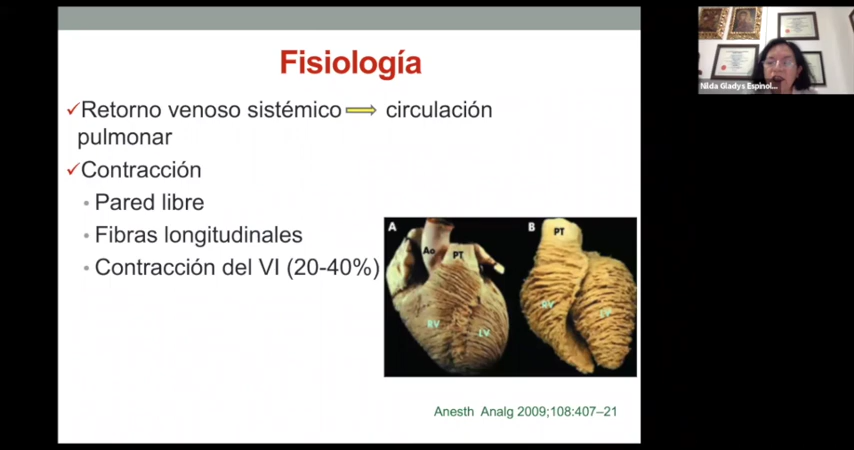 Fisiología
✓Retorno venoso sistémico ⟹ circulación
pulmonar
✓Contracción
• Pared libre
• Fibras longitudinales
• Contracción del VI (20-40%)
A
Ao
PT
RV
LV
B
PT
RV
LV
Anesth Analg 2009;108:407–21
Nilda Gladys Espinol...